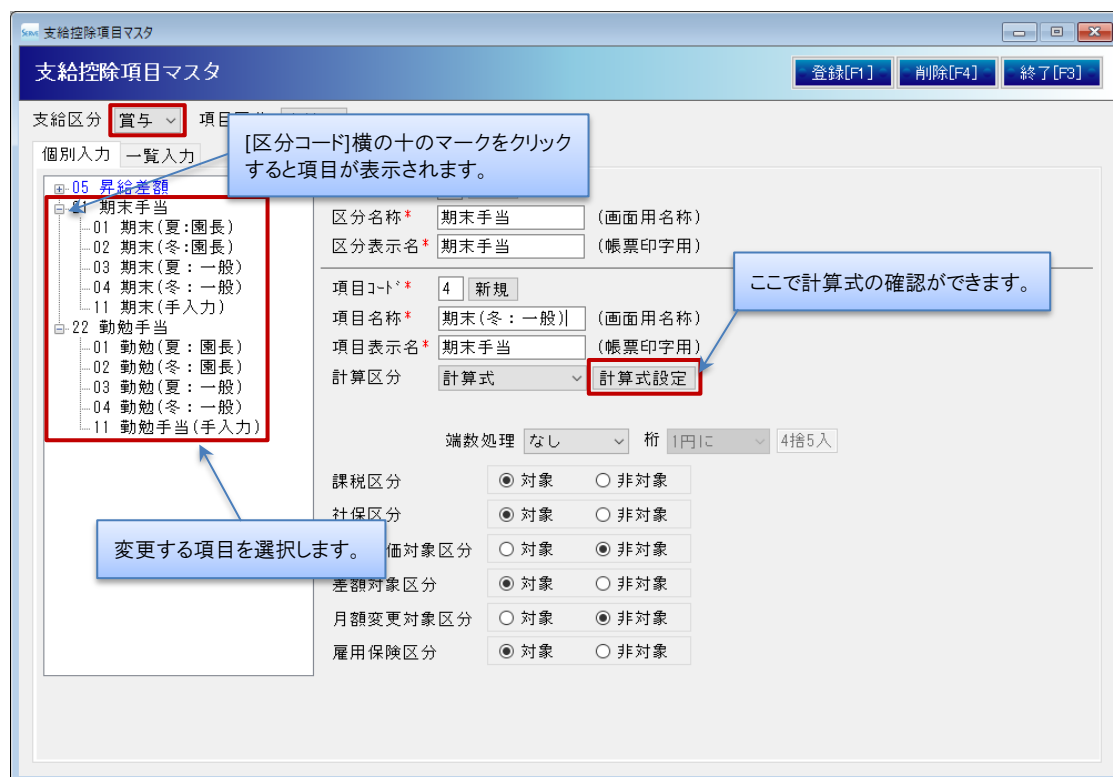 支給控除項目マスタ
支給控除項目マスタ
登録[F1]
削除[F4]
終了[F3]
支給区分
賞与
個別入力
一覧入力
[区分コード]横の十のマークをクリック
すると項目が表示されます。
05 昇給差額
期末手当
01 期末(夏:園長)
02 期末(冬:園長)
03 期末(夏：一般)
04 期末(冬：一般)
11 期末(手入力)
22 勤勉手当
01 勤勉(夏：園長)
02 勤勉(冬：園長)
03 勤勉(夏：一般)
04 勤勉(冬：一般)
11 勤勉手当(手入力)
変更する項目を選択します。
区分名称* 期末手当 (画面用名称)
区分表示名* 期末手当 (帳票印字用)
ここで計算式の確認ができます。
項目ｺｰﾄﾞ* 4 新規
項目名称* 期末(冬：一般) (画面用名称)
項目表示名* 期末手当 (帳票印字用)
計算区分 計算式 計算式設定
端数処理 なし 桁 1円に 4捨5入
課税区分 対象 非対象
社保区分 対象 非対象
価対象区分 対象 非対象
差額対象区分 対象 非対象
月額変更対象区分 対象 非対象
雇用保険区分 対象 非対象